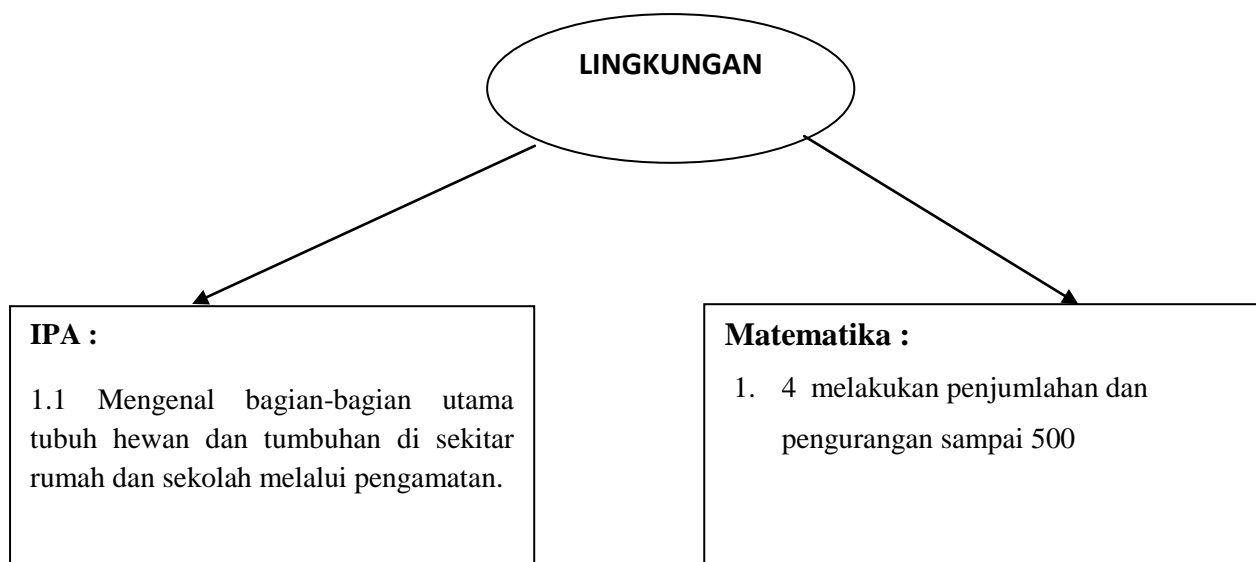 LINGKUNGAN
IPA :
1.1 Mengenal bagian-bagian utama
tubuh hewan dan tumbuhan di sekitar
rumah dan sekolah melalui pengamatan.
Matematika :
1. 4 melakukan penjumlahan dan
pengurangan sampai 500